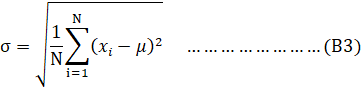 σ = √(1/N ∑_{i=1}^{N} (x_i − μ)²) … … … … … … … … (B3)